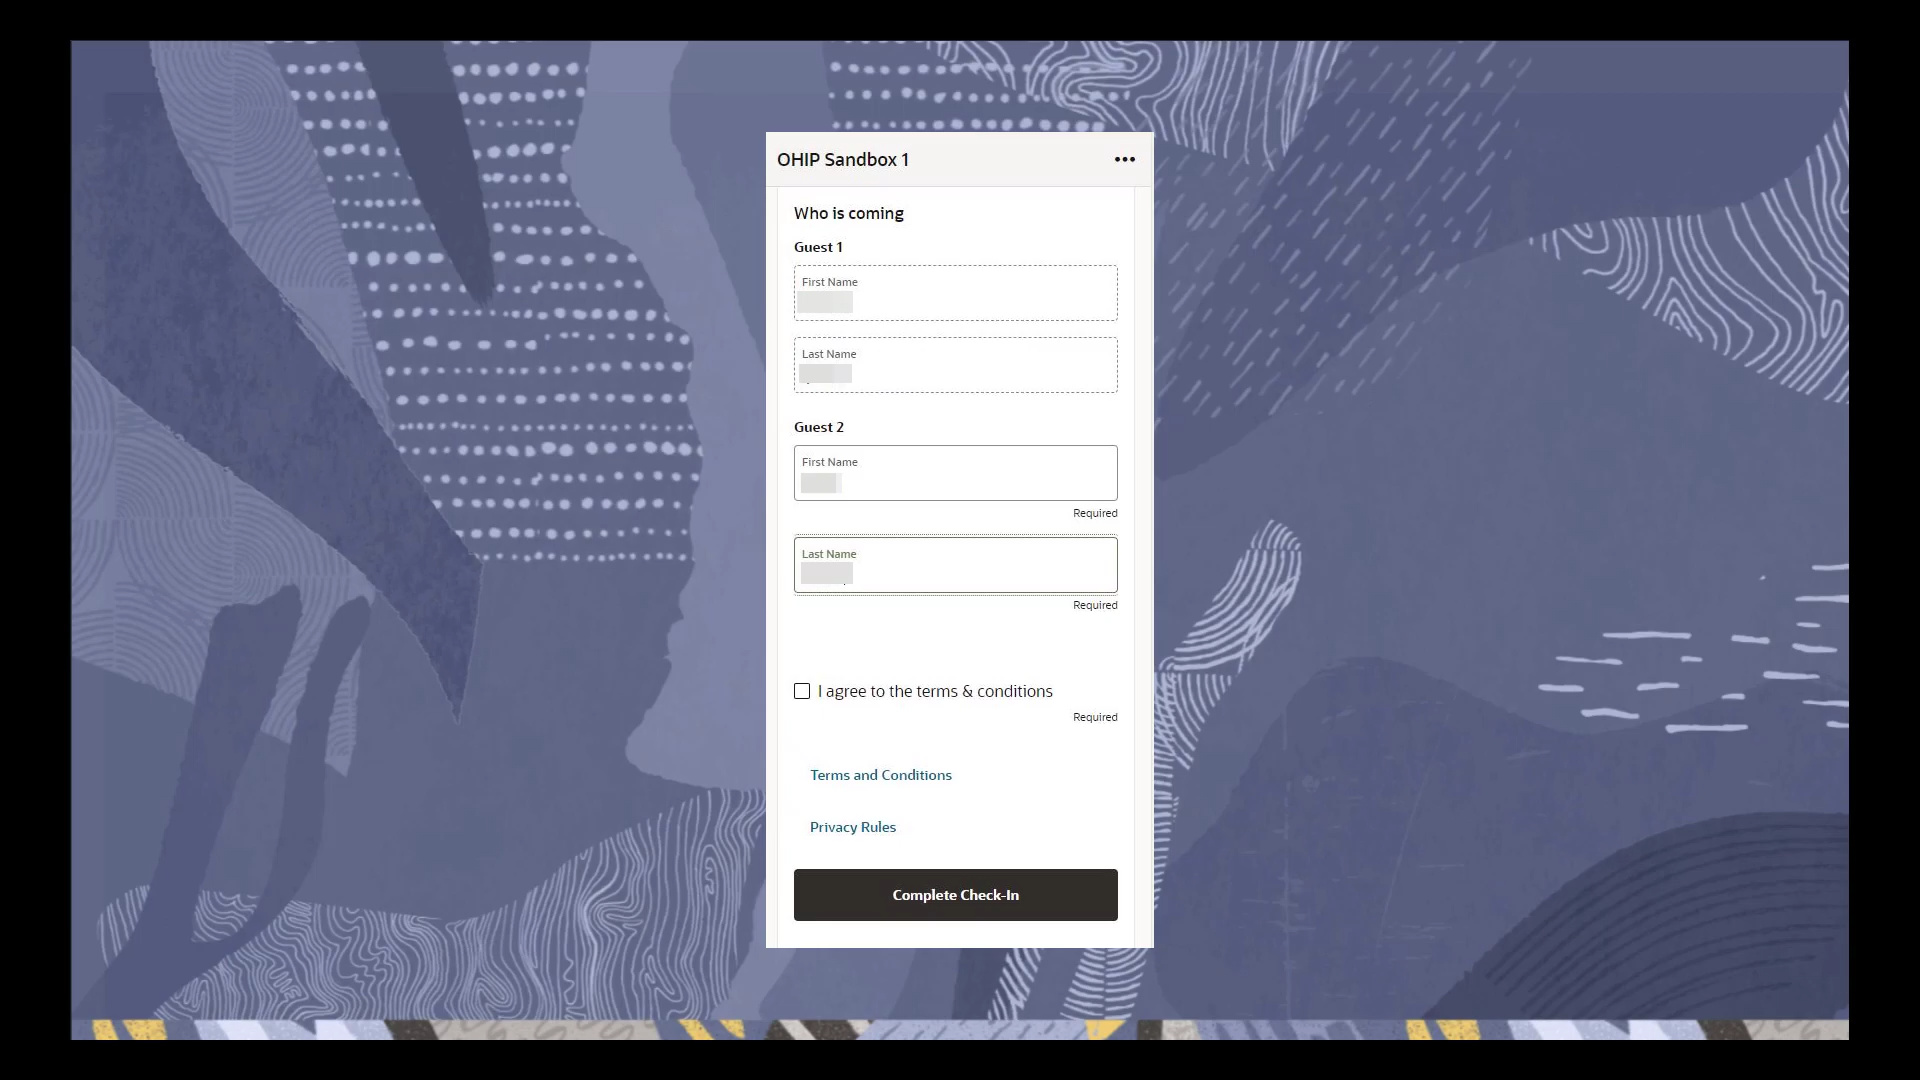 OHIP Sandbox 1
Who is coming
Guest 1
First Name
Last Name
Guest 2
First Name
Required
Last Name
Required
I agree to the terms & conditions
Required
Terms and Conditions
Privacy Rules
Complete Check-In